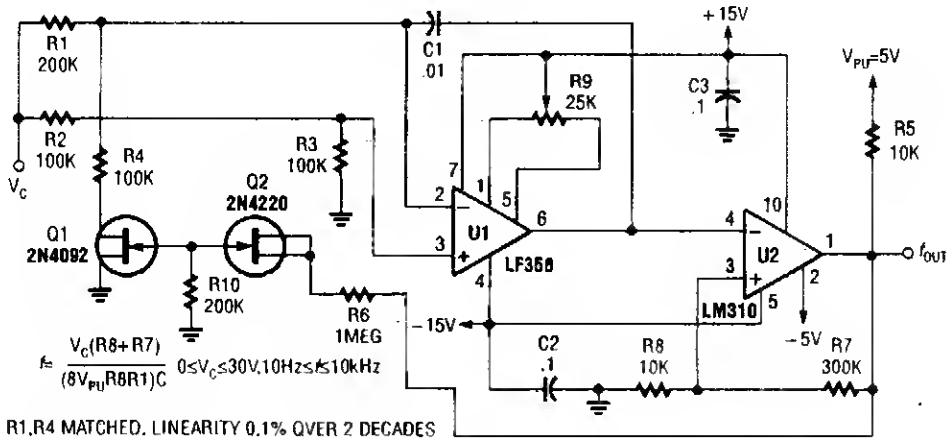 R1
200K
C1
.01
+15V
V_PU=5V
R9
25K
C3
.1
R5
10K
R2
100K
R3
100K
R4
100K
V_C
Q2
2N4220
Q1
2N4092
7
1
5
2
6
3
4
U1
LF356
10
4
1
3
2
5
U2
LM310
f_OUT
R10
200K
R6
1MEG
−15V
−5V
C2
.1
R8
10K
R7
300K
f= V_C(R8+R7)
(8V_PUR8R1)C
0≤V_C≤30V,10Hz≤f≤10kHz
R1,R4 MATCHED. LINEARITY 0.1% OVER 2 DECADES